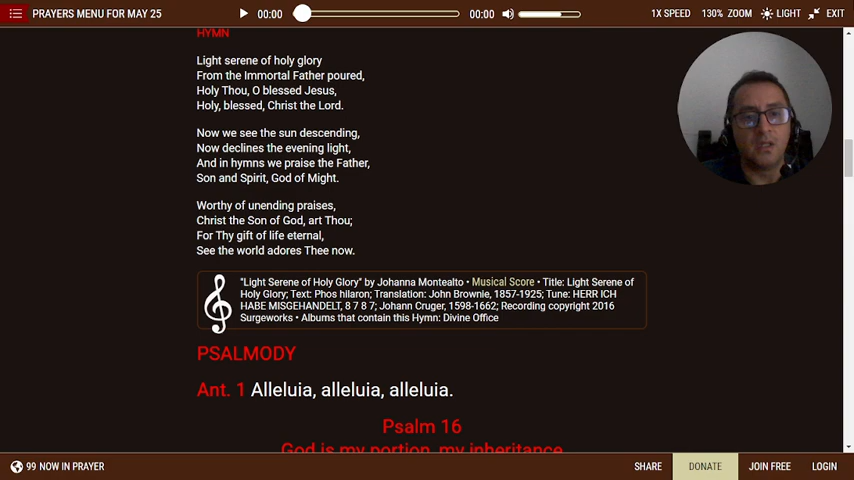 PRAYERS MENU FOR MAY 25
00:00
00:00
1X SPEED
130% ZOOM
LIGHT
EXIT
HYMN
Light serene of holy glory
From the Immortal Father poured,
Holy Thou, O blessed Jesus,
Holy, blessed, Christ the Lord.
Now we see the sun descending,
Now declines the evening light,
And in hymns we praise the Father,
Son and Spirit, God of Might.
Worthy of unending praises,
Christ the Son of God, art Thou;
For Thy gift of life eternal,
See the world adores Thee now.
"Light Serene of Holy Glory" by Johanna Montealto • Musical Score • Title: Light Serene of
Holy Glory; Text: Phos hilaron; Translation: John Brownie, 1857-1925; Tune: HERR ICH
HABE MISGEHANDELT, 8 7 8 7; Johann Cruger, 1598-1662; Recording copyright 2016
Surgeworks • Albums that contain this Hymn: Divine Office
PSALMODY
Ant. 1 Alleluia, alleluia, alleluia.
Psalm 16
God is my portion, my inheritance
99 NOW IN PRAYER
SHARE
DONATE
JOIN FREE
LOGIN